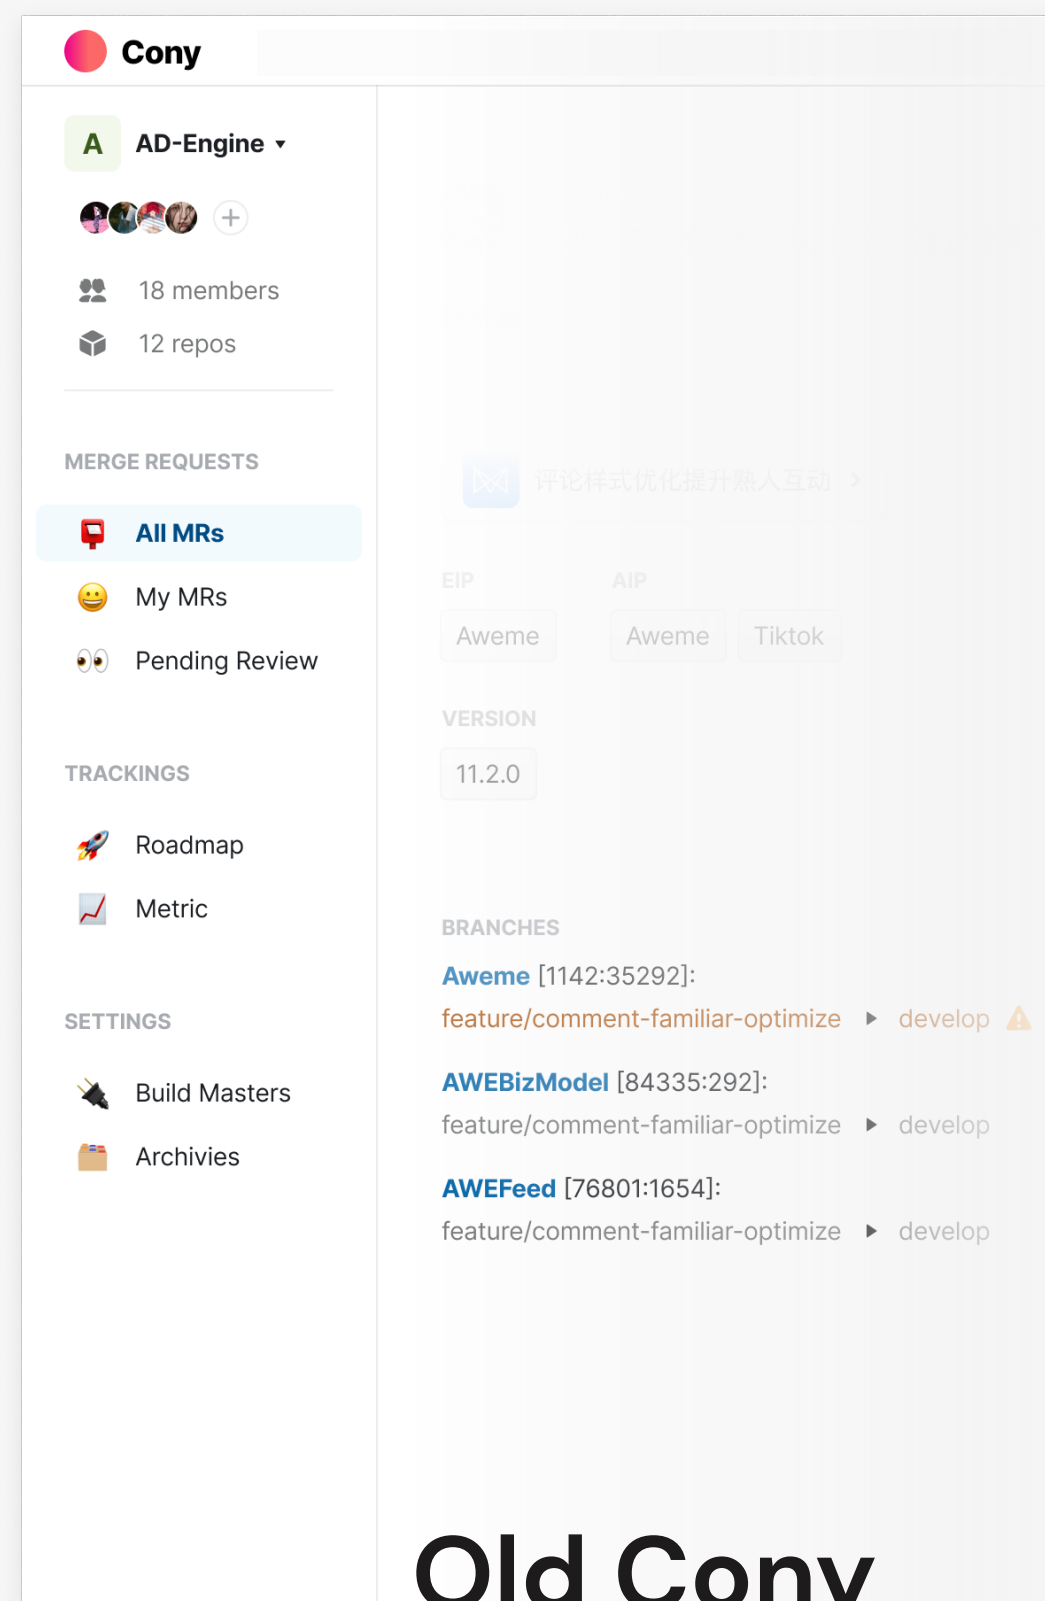 Cony
A AD-Engine
18 members
12 repos
MERGE REQUESTS
All MRs
My MRs
Pending Review
TRACKINGS
Roadmap
Metric
SETTINGS
Build Masters
Archivies
评论样式优化提升熟人互动
EIP AIP
Aweme Aweme Tiktok
VERSION
11.2.0
BRANCHES
Aweme [1142:35292]:
feature/comment-familiar-optimize develop
AWEBizModel [84335:292]:
feature/comment-familiar-optimize develop
AWEFeed [76801:1654]:
feature/comment-familiar-optimize develop
Old Cony